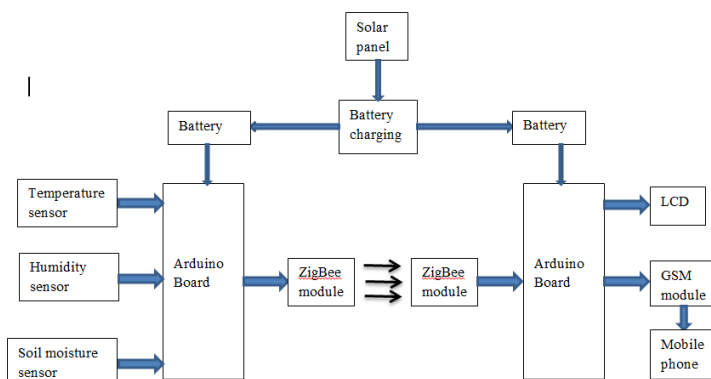 Solar
panel
Battery
charging
Battery
Battery
Temperature
sensor
Humidity
sensor
Soil moisture
sensor
Arduino
Board
ZigBee
module
ZigBee
module
Arduino
Board
LCD
GSM
module
Mobile
phone